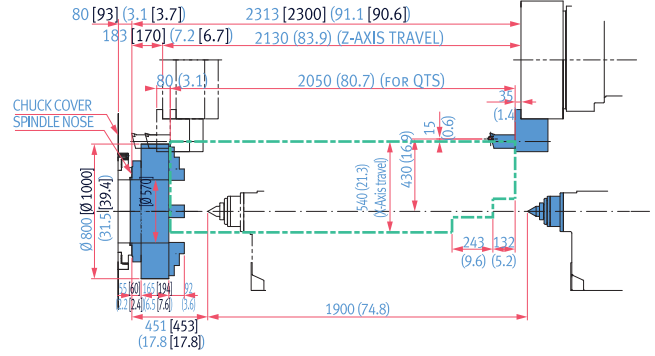 80 [93] (3.1 [3.7)
2313 [2300] (91.1 [90.6])
183 [170] (7.2 [6.7])
2130 (83.9) (Z-AXIS TRAVEL)
80 (3.1)
2050 (80.7) (FOR QTS)
35
(1.4
CHUCK COVER
SPINDLE NOSE
15
(0.6)
430 (16.9)
540 (21.3)
(X-Axis travel)
Ø 800 [Ø 1000]
(31.5 [39.4])
[Ø 570]
243
(9.6)
132
(5.2)
55 [60]
(2.2 [2.4]
165 [194]
(6.5 [7.6]
92
(3.6)
451 [453]
(17.8 [17.8])
1900 (74.8)